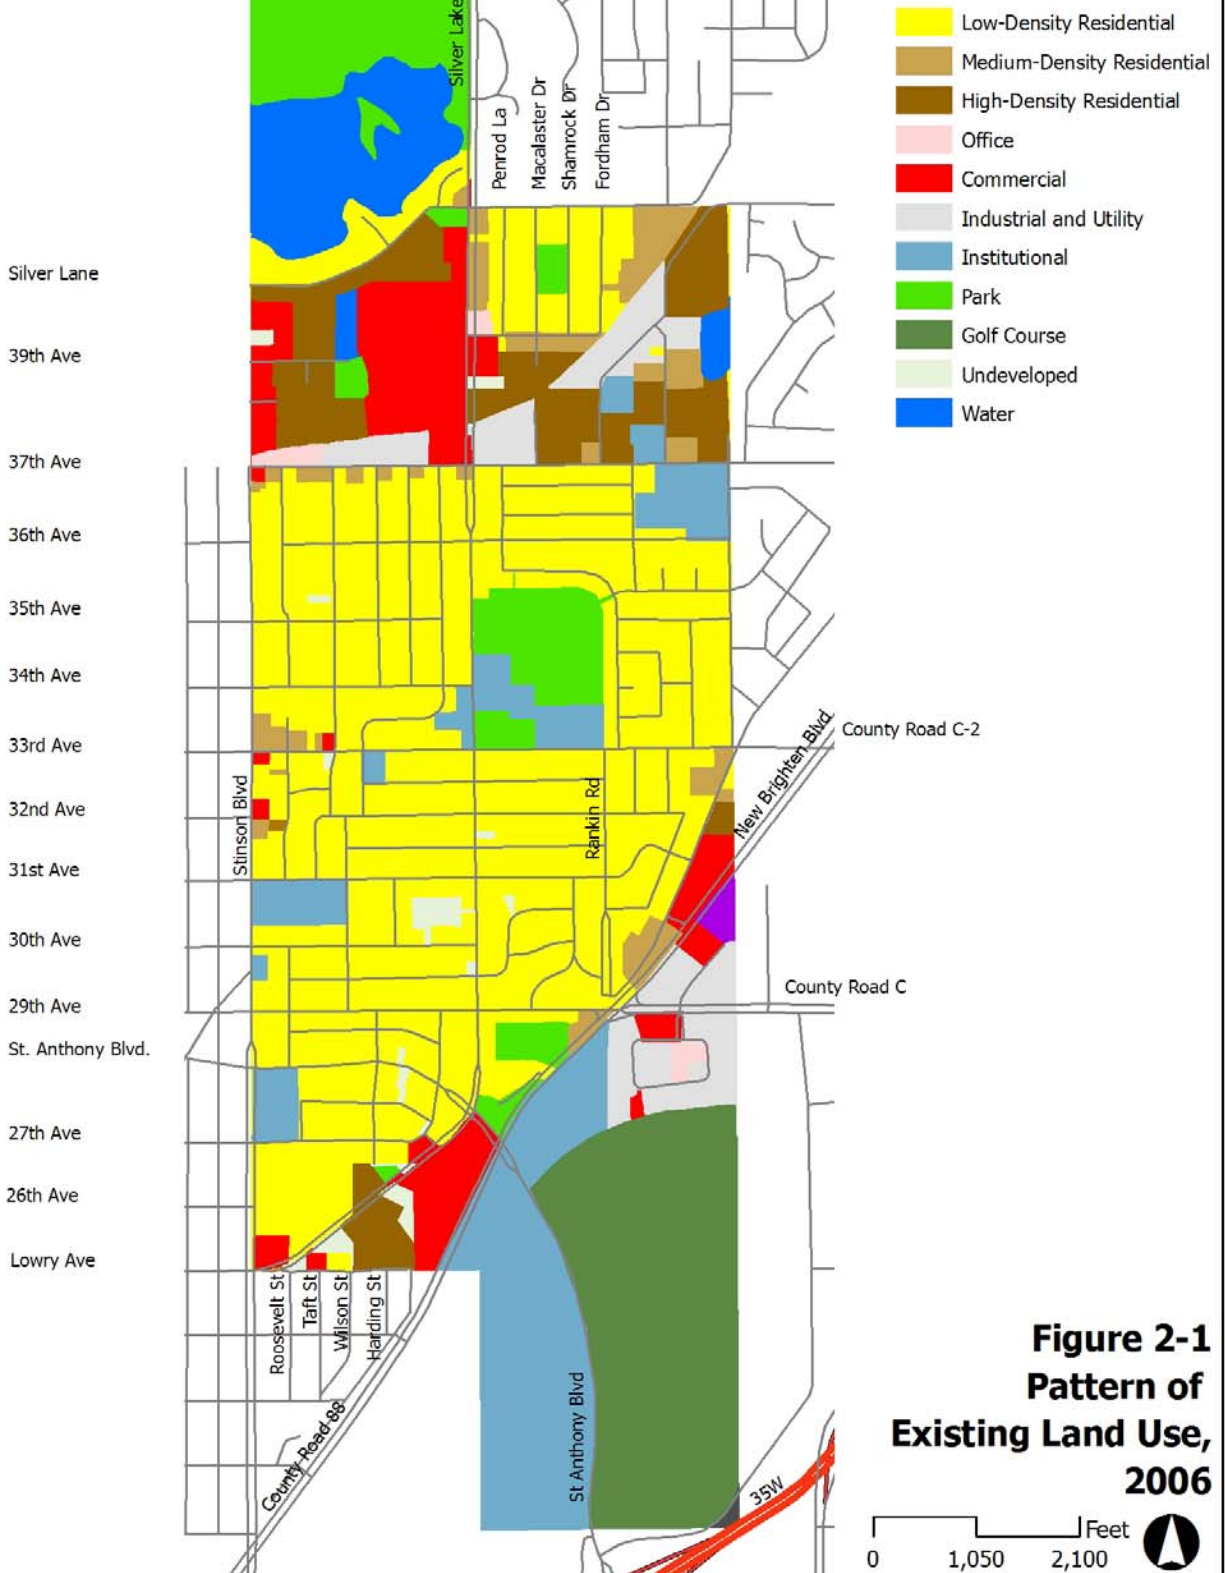 Low-Density Residential
Medium-Density Residential
High-Density Residential
Office
Commercial
Industrial and Utility
Institutional
Park
Golf Course
Undeveloped
Water
Silver Lake
Penrod La
Macalaster Dr
Shamrock Dr
Fordham Dr
Silver Lane
39th Ave
37th Ave
36th Ave
35th Ave
34th Ave
33rd Ave
32nd Ave
31st Ave
30th Ave
29th Ave
St. Anthony Blvd.
27th Ave
26th Ave
Lowry Ave
Stinson Blvd
Rankin Rd
New Brighten Blvd
County Road C-2
County Road C
Roosevelt St
Taft St
Wilson St
Harding St
County Road 88
St Anthony Blvd
35W
Figure 2-1
Pattern of
Existing Land Use,
2006
Feet
0 1,050 2,100